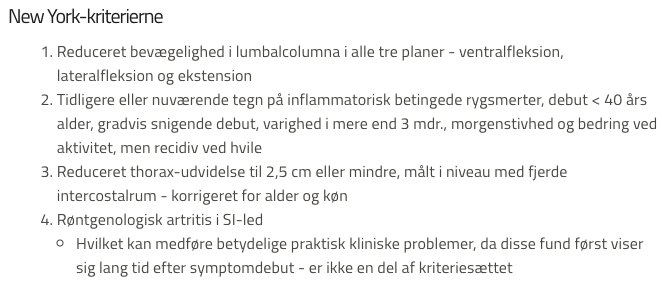 New York-kriterierne
1. Reduceret bevægelighed i lumbalcolumna i alle tre planer - ventralfleksion,
lateralfleksion og ekstension
2. Tidligere eller nuværende tegn på inflammatorisk betingede rygsmerter, debut < 40 års
alder, gradvis snigende debut, varighed i mere end 3 mdr., morgenstivhed og bedring ved
aktivitet, men recidiv ved hvile
3. Reduceret thorax-udvidelse til 2,5 cm eller mindre, målt i niveau med fjerde
intercostalrum - korrigeret for alder og køn
4. Røntgenologisk artritis i SI-led
○ Hvilket kan medføre betydelige praktisk kliniske problemer, da disse fund først viser
sig lang tid efter symptomdebut - er ikke en del af kriteriesættet